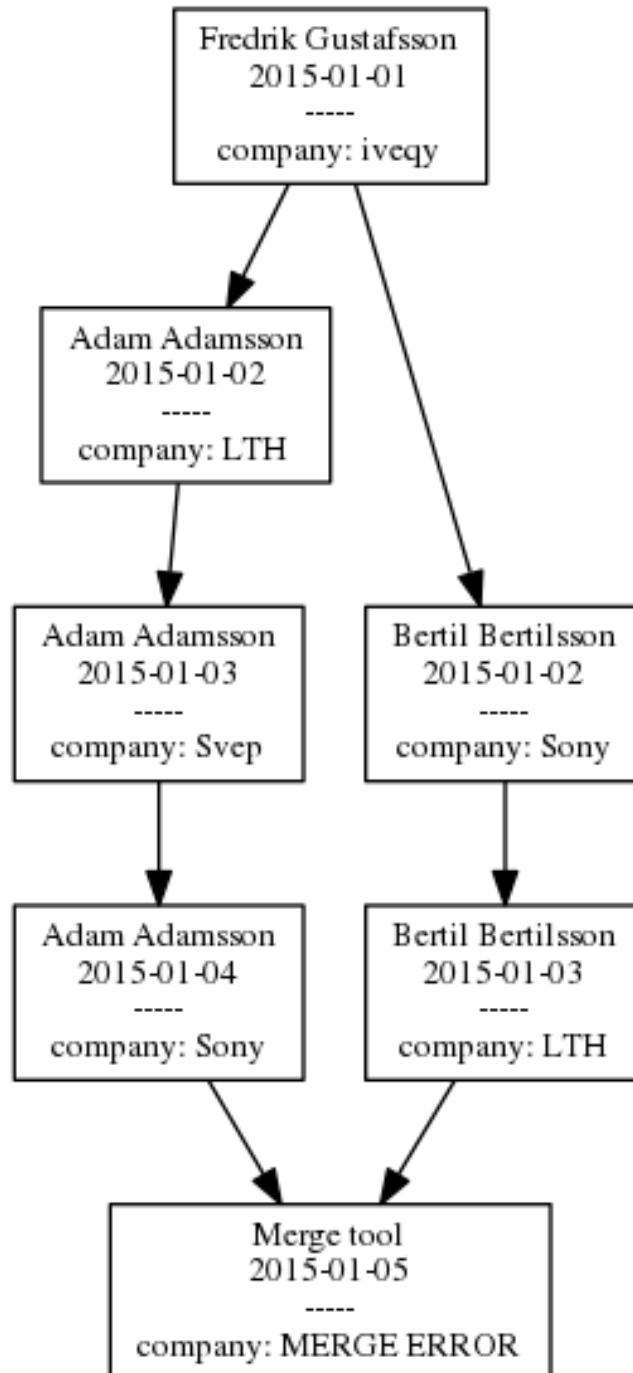 Fredrik Gustafsson
2015-01-01
-----
company: iveqy
Adam Adamsson
2015-01-02
-----
company: LTH
Adam Adamsson
2015-01-03
-----
company: Svep
Bertil Bertilsson
2015-01-02
-----
company: Sony
Adam Adamsson
2015-01-04
-----
company: Sony
Bertil Bertilsson
2015-01-03
-----
company: LTH
Merge tool
2015-01-05
-----
company: MERGE ERROR